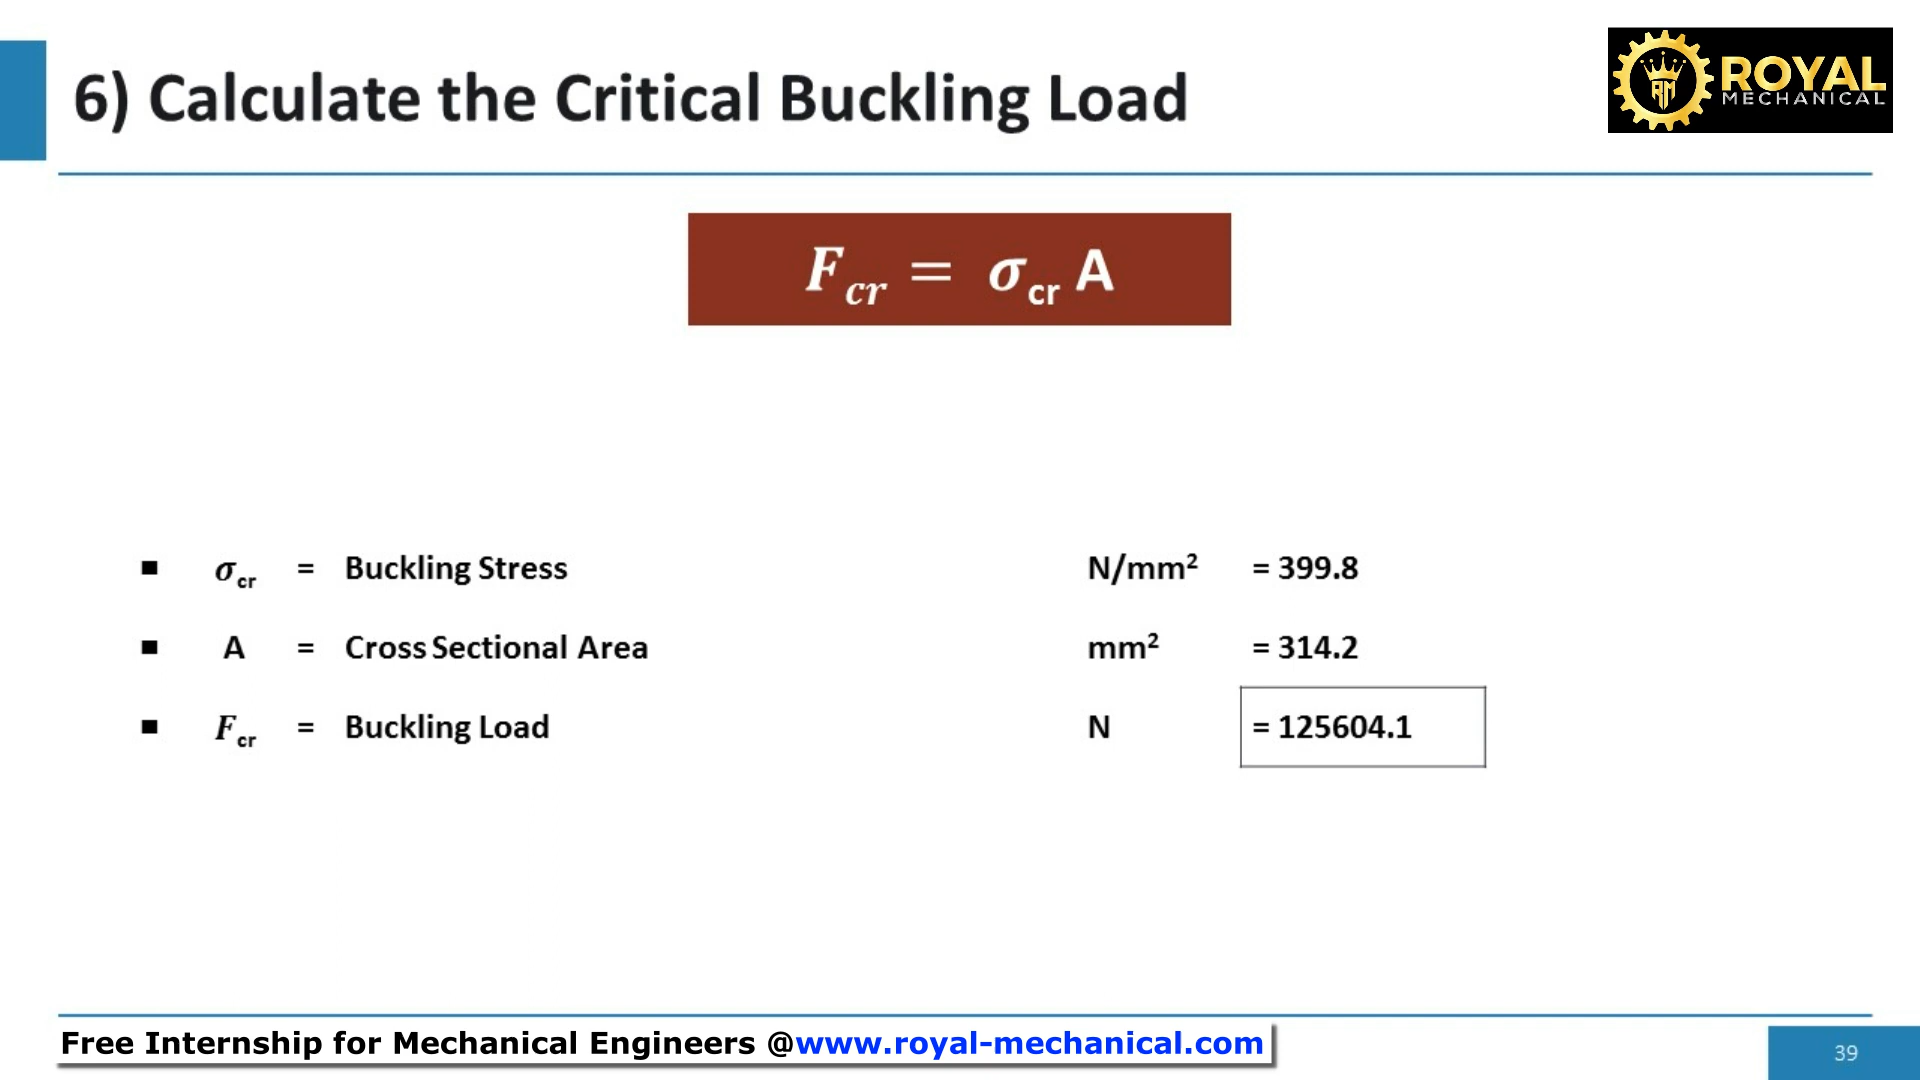 6) Calculate the Critical Buckling Load
ROYAL
MECHANICAL
RM
F_cr = σ_cr A
▪ σ_cr = Buckling Stress N/mm² = 399.8
▪ A = Cross Sectional Area mm² = 314.2
▪ F_cr = Buckling Load N = 125604.1
Free Internship for Mechanical Engineers @www.royal-mechanical.com
39